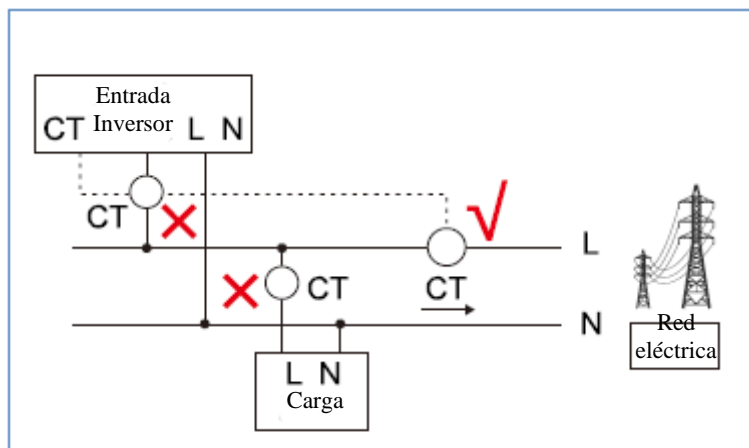 Entrada
Inversor
CT
L N
CT
L
CT
CT
N
Red
eléctrica
L N
Carga